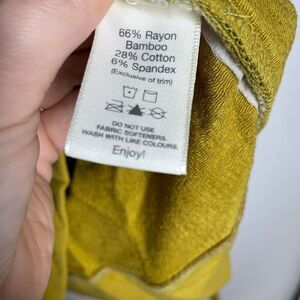 66% Rayon
Bamboo
28% Cotton
6% Spandex
(Exclusive of trim)
DO NOT USE
FABRIC SOFTENERS.
WASH WITH LIKE COLOURS.
Enjoy!